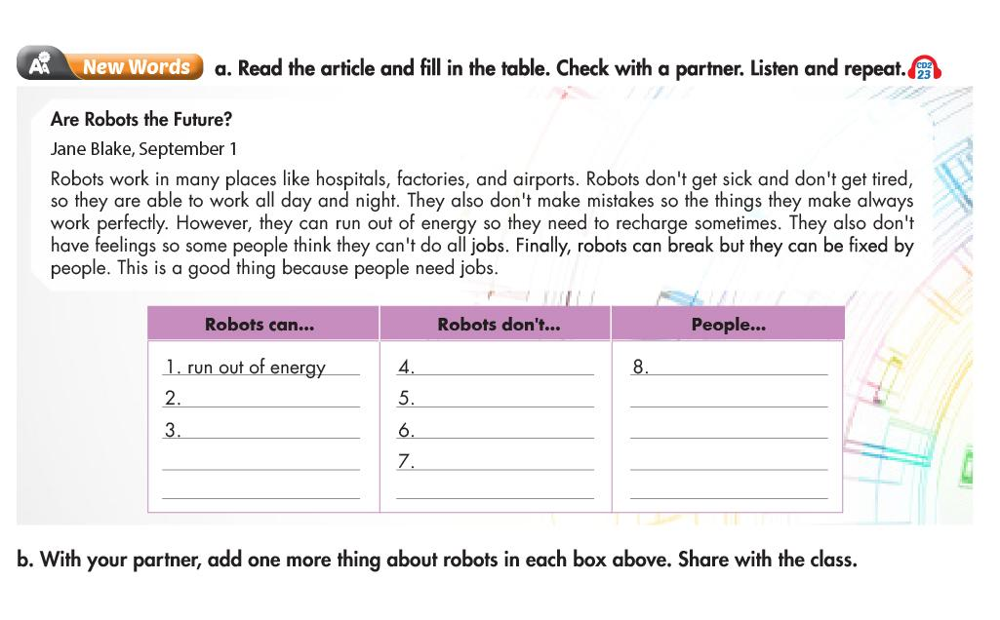 AA New Words a. Read the article and fill in the table. Check with a partner. Listen and repeat. CD2 23
Are Robots the Future?
Jane Blake, September 1
Robots work in many places like hospitals, factories, and airports. Robots don't get sick and don't get tired,
so they are able to work all day and night. They also don't make mistakes so the things they make always
work perfectly. However, they can run out of energy so they need to recharge sometimes. They also don't
have feelings so some people think they can't do all jobs. Finally, robots can break but they can be fixed by
people. This is a good thing because people need jobs.
Robots can... Robots don't... People...
1. run out of energy 4. 8.
2. 5.
3. 6.
7.
b. With your partner, add one more thing about robots in each box above. Share with the class.